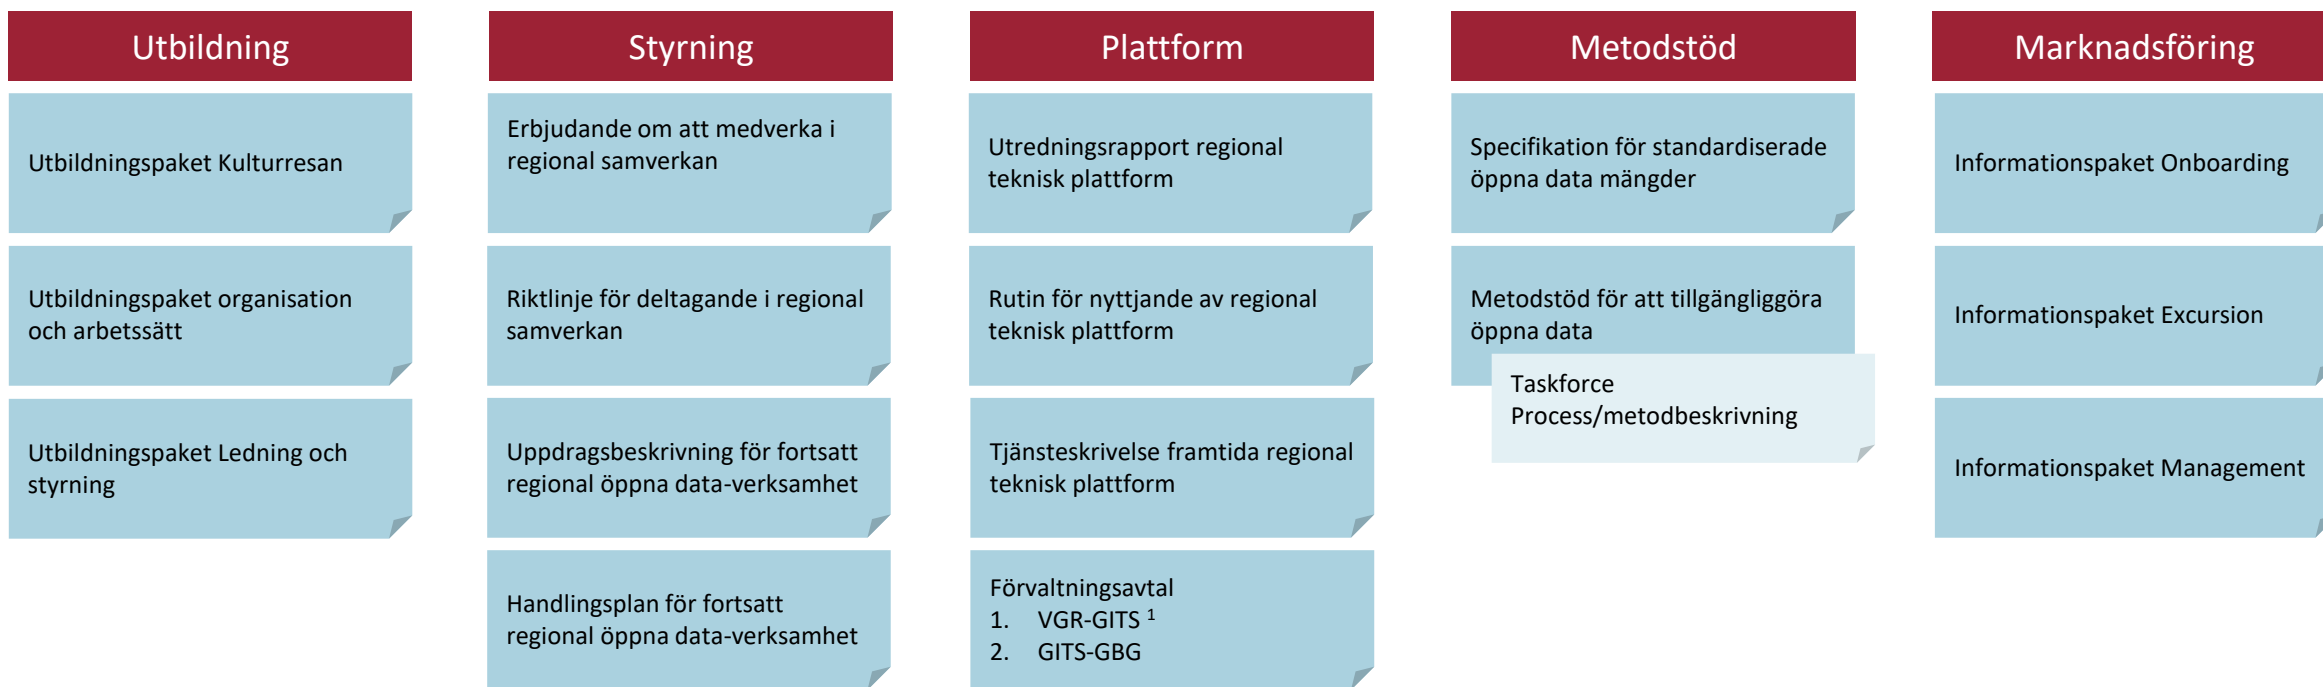 Utbildning
Utbildningspaket Kulturresan
Utbildningspaket organisation
och arbetssätt
Utbildningspaket Ledning och
styrning
Styrning
Erbjudande om att medverka i
regional samverkan
Riktlinje för deltagande i regional
samverkan
Uppdragsbeskrivning för fortsatt
regional öppna data-verksamhet
Handlingsplan för fortsatt
regional öppna data-verksamhet
Plattform
Utredningsrapport regional
teknisk plattform
Rutin för nyttjande av regional
teknisk plattform
Tjänsteskrivelse framtida regional
teknisk plattform
Förvaltningsavtal
1. VGR-GITS ¹
2. GITS-GBG
Metodstöd
Specifikation för standardiserade
öppna data mängder
Metodstöd för att tillgängliggöra
öppna data
Taskforce
Process/metodbeskrivning
Marknadsföring
Informationspaket Onboarding
Informationspaket Excursion
Informationspaket Management